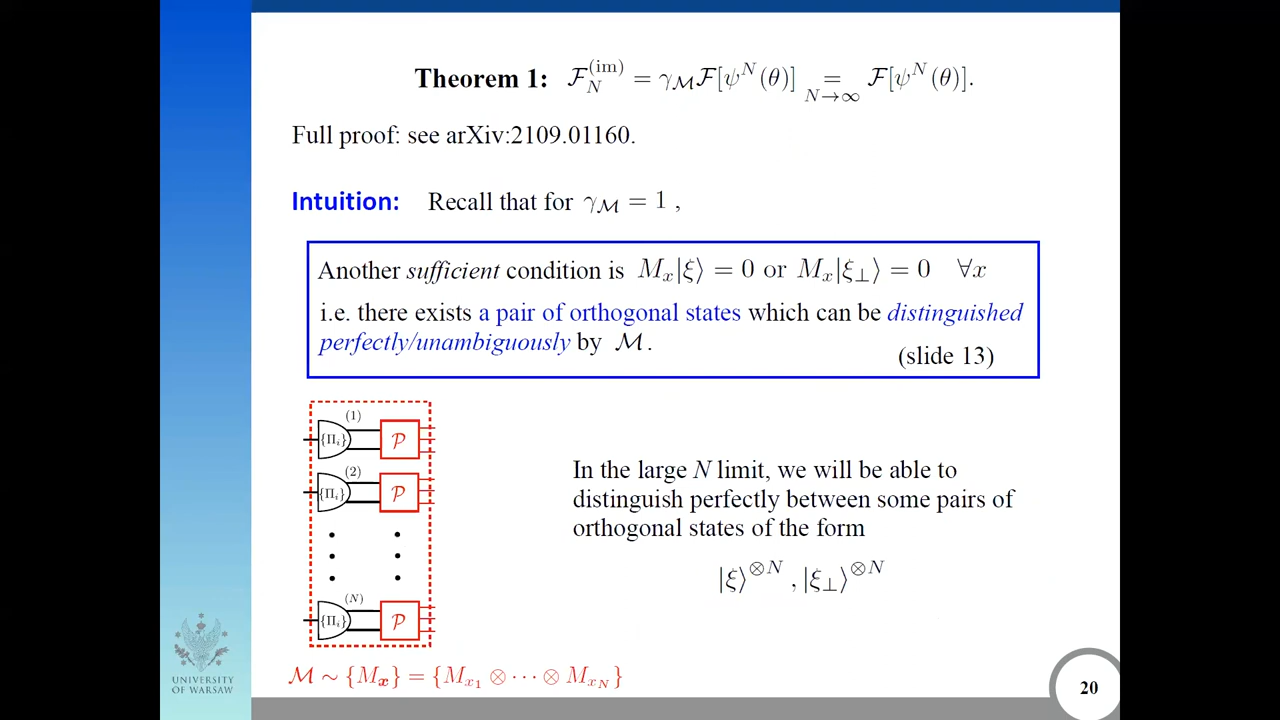 Theorem 1: $\mathcal{F}_N^{(\mathrm{im})} = \gamma_{\mathcal{M}} \mathcal{F}[\psi^N(\theta)] \underset{N\to\infty}{=} \mathcal{F}[\psi^N(\theta)].$
Full proof: see arXiv:2109.01160.
Intuition: Recall that for $\gamma_{\mathcal{M}} = 1$ ,
Another sufficient condition is $M_x|\xi\rangle = 0$ or $M_x|\xi_\perp\rangle = 0 \quad \forall x$
i.e. there exists a pair of orthogonal states which can be distinguished
perfectly/unambiguously by $\mathcal{M}$.
(slide 13)
(1)
{Π_i} $\mathcal{P}$
(2)
{Π_i} $\mathcal{P}$
(N)
{Π_i} $\mathcal{P}$
In the large N limit, we will be able to
distinguish perfectly between some pairs of
orthogonal states of the form
$|\xi\rangle^{\otimes N} , |\xi_\perp\rangle^{\otimes N}$
$\mathcal{M} \sim \{M_{\boldsymbol{x}}\} = \{M_{x_1} \otimes \cdots \otimes M_{x_N}\}$
UNIVERSITY
OF WARSAW
20